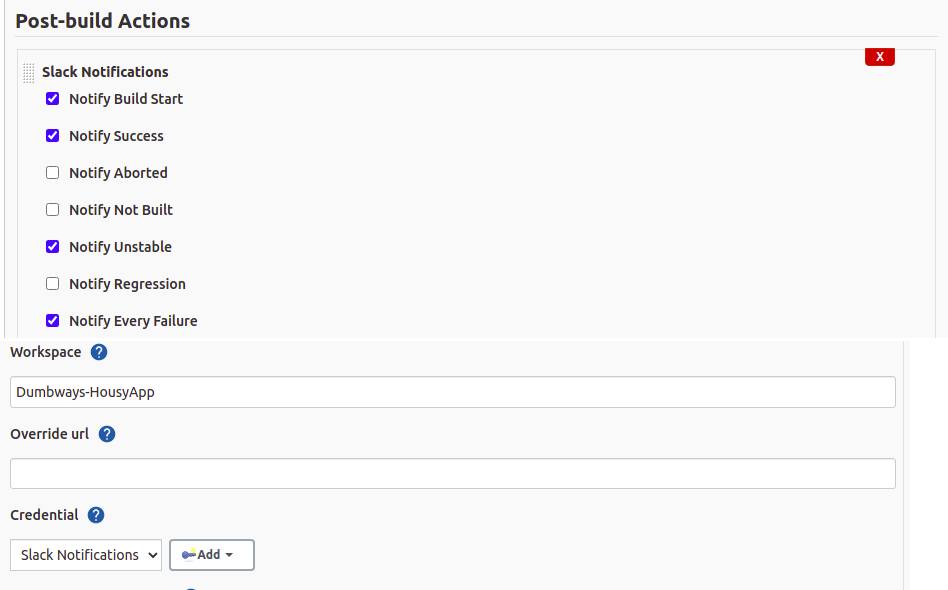 Post-build Actions
X
Slack Notifications
Notify Build Start
Notify Success
Notify Aborted
Notify Not Built
Notify Unstable
Notify Regression
Notify Every Failure
Workspace ?
Dumbways-HousyApp
Override url ?
Credential ?
Slack Notifications Add